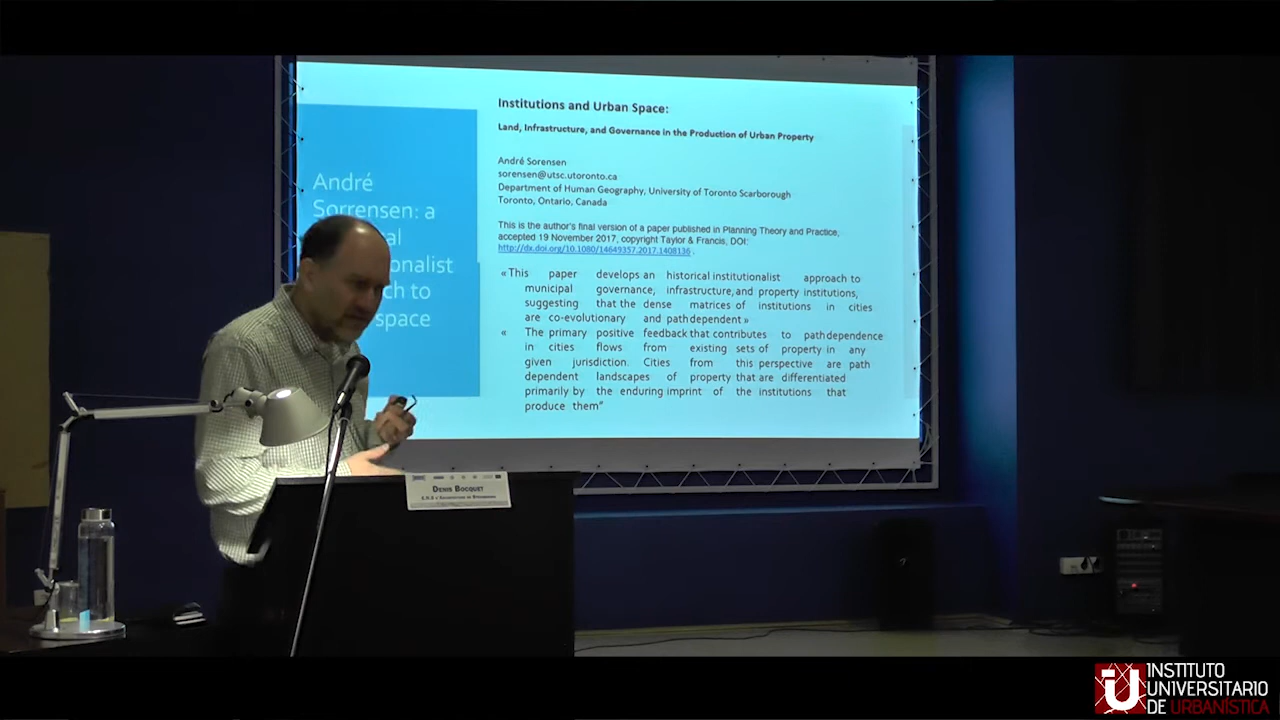 Institutions and Urban Space:
Land, Infrastructure, and Governance in the Production of Urban Property
André Sorensen
sorensen@utsc.utoronto.ca
Department of Human Geography, University of Toronto Scarborough
Toronto, Ontario, Canada
This is the author's final version of a paper published in Planning Theory and Practice,
accepted 19 November 2017, copyright Taylor & Francis, DOI:
http://dx.doi.org/10.1080/14649357.2017.1408136 .
«This paper develops an historical institutionalist approach to
municipal governance, infrastructure, and property institutions,
suggesting that the dense matrices of institutions in cities
are co-evolutionary and path dependent »
« The primary positive feedback that contributes to path dependence
in cities flows from existing sets of property in any
given jurisdiction. Cities from this perspective are path
dependent landscapes of property that are differentiated
primarily by the enduring imprint of the institutions that
produce them"
André
Sorrensen: a
al
onalist
ch to
space
DENIS BOCQUET
INSTITUTO
UNIVERSITARIO
DE URBANÍSTICA